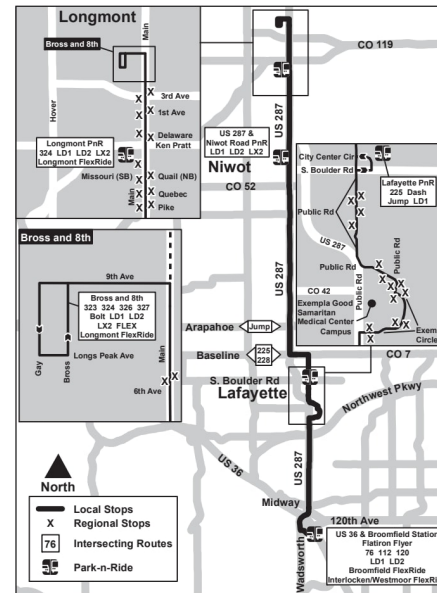 Longmont
Main
Bross and 8th
Hover
3rd Ave
1st Ave
Delaware
Ken Pratt
Longmont PnR
324 LD1 LD2 LX2
Longmont FlexRide
Missouri (SB)
Quail (NB)
Quebec
Pike
Main
CO 119
US 287
US 287 &
Niwot Road PnR
LD1 LD2 LX2
Niwot
CO 52
US 287
City Center Cir
S. Boulder Rd
Lafayette PnR
225 Dash
Jump LD1
Public Rd
US 287
Public Rd
Public Rd
CO 42
Public Rd
Exempla Good
Samaritan
Medical Center
Campus
Exem
Circle
CO 7
Bross and 8th
9th Ave
Bross and 8th
323 324 326 327
Bolt LD1 LD2
LX2 FLEX
Longmont FlexRide
Gay
Bross
Longs Peak Ave
Main
6th Ave
Arapahoe
Jump
Baseline
225
228
S. Boulder Rd
Lafayette
Northwest Pkwy
US 36
US 287
Midway
120th Ave
Wadsworth
US 36 & Broomfield Station
Flatiron Flyer
76 112 120
LD1 LD2
Broomfield FlexRide
Interlocken/Westmoor FlexRi
North
Local Stops
X Regional Stops
76 Intersecting Routes
Park-n-Ride